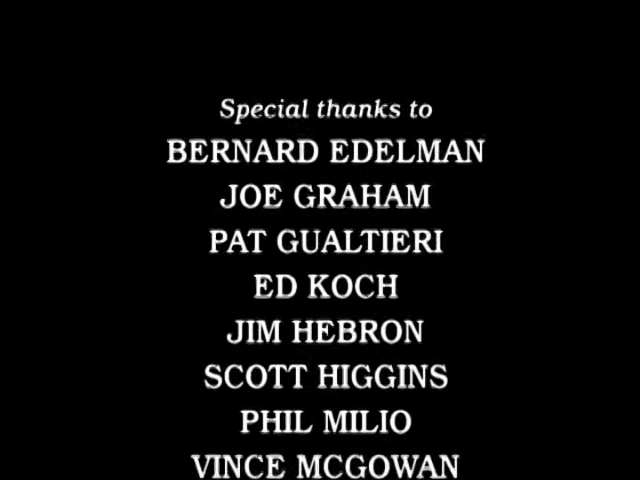 Special thanks to
BERNARD EDELMAN
JOE GRAHAM
PAT GUALTIERI
ED KOCH
JIM HEBRON
SCOTT HIGGINS
PHIL MILIO
VINCE MCGOWAN